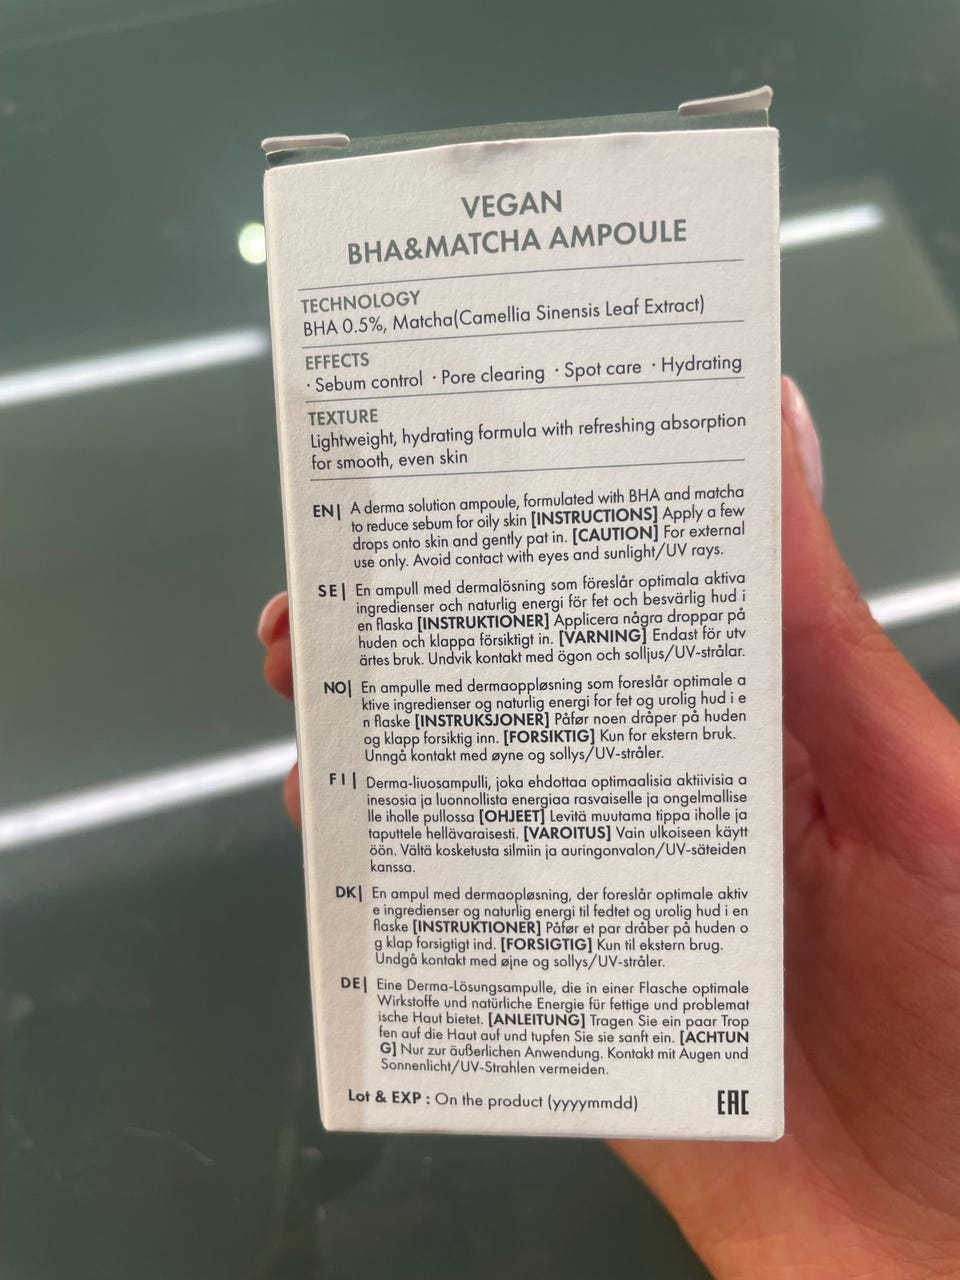 VEGAN
BHA&MATCHA AMPOULE
TECHNOLOGY
BHA 0.5%, Matcha(Camellia Sinensis Leaf Extract)
EFFECTS
· Sebum control · Pore clearing · Spot care · Hydrating
TEXTURE
Lightweight, hydrating formula with refreshing absorption
for smooth, even skin
EN| A derma solution ampoule, formulated with BHA and matcha
to reduce sebum for oily skin [INSTRUCTIONS] Apply a few
drops onto skin and gently pat in. [CAUTION] For external
use only. Avoid contact with eyes and sunlight/UV rays.
SE| En ampull med dermalösning som föreslår optimala aktiva
ingredienser och naturlig energi för fet och besvärlig hud i
en flaska [INSTRUKTIONER] Applicera några droppar på
huden och klappa försiktigt in. [VARNING] Endast för utv
ärtes bruk. Undvik kontakt med ögon och solljus/UV-strålar.
NO| En ampulle med dermaoppløsning som foreslår optimale a
ktive ingredienser og naturlig energi for fet og urolig hud i e
n flaske [INSTRUKSJONER] Påfør noen dråper på huden
og klapp forsiktig inn. [FORSIKTIG] Kun for ekstern bruk.
Unngå kontakt med øyne og sollys/UV-stråler.
FI| Derma-liuosampulli, joka ehdottaa optimaalisia aktiivisia a
inesosia ja luonnollista energiaa rasvaiselle ja ongelmallise
lle iholle pullossa [OHJEET] Levitä muutama tippa iholle ja
taputtele hellävaraisesti. [VAROITUS] Vain ulkoiseen käytt
öön. Vältä kosketusta silmiin ja auringonvalon/UV-säteiden
kanssa.
DK| En ampul med dermaopløsning, der foreslår optimale aktiv
e ingredienser og naturlig energi til fedtet og urolig hud i en
flaske [INSTRUKTIONER] Påfør et par dråber på huden o
g klap forsigtigt ind. [FORSIGTIG] Kun til ekstern brug.
Undgå kontakt med øjne og sollys/UV-stråler.
DE| Eine Derma-Lösungsampulle, die in einer Flasche optimale
Wirkstoffe und natürliche Energie für fettige und problemat
ische Haut bietet. [ANLEITUNG] Tragen Sie ein paar Trop
fen auf die Haut auf und tupfen Sie sie sanft ein. [ACHTUN
G] Nur zur äußerlichen Anwendung. Kontakt mit Augen und
Sonnenlicht/UV-Strahlen vermeiden.
Lot & EXP : On the product (yyyymmdd)
EAC